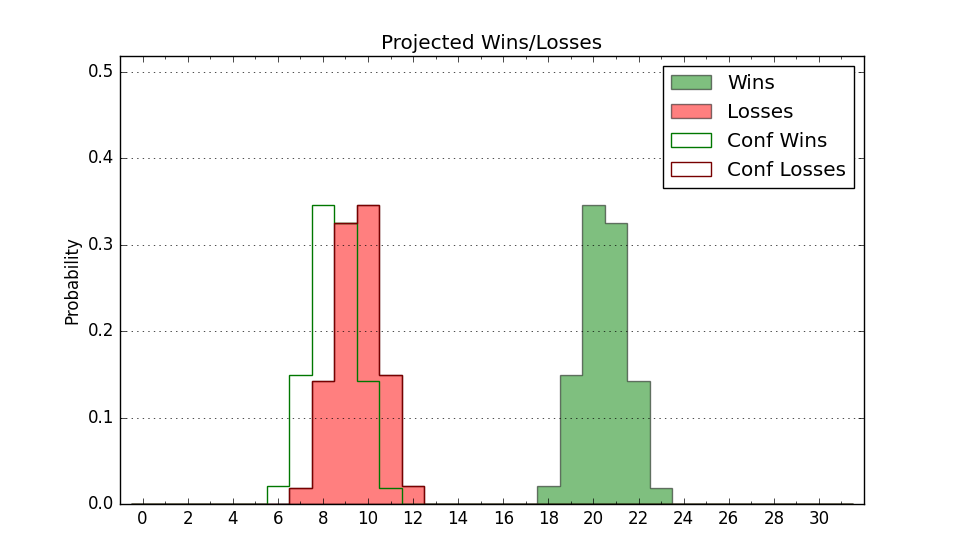 Projected Wins/Losses
0.5
0.4
0.3
0.2
0.1
0.0
Probability
Wins
Losses
Conf Wins
Conf Losses
0 2 4 6 8 10 12 14 16 18 20 22 24 26 28 30